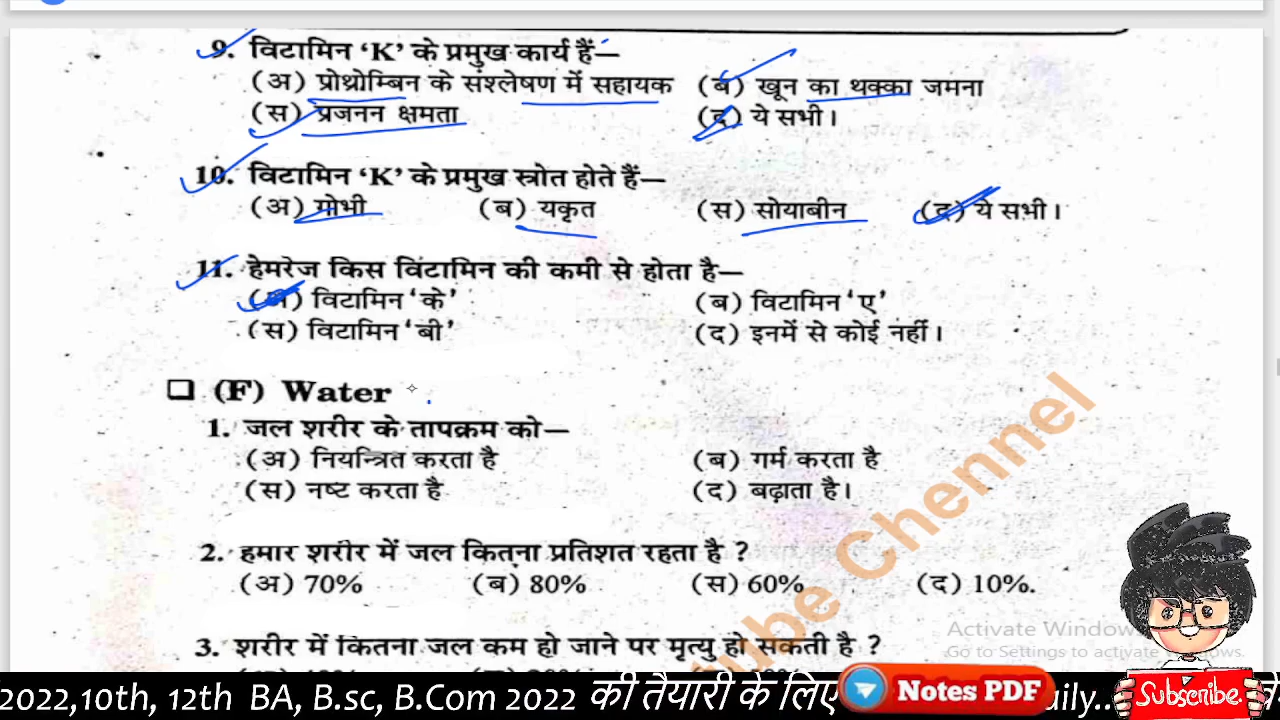 9. विटामिन ‘K’ के प्रमुख कार्य हैं—
(अ) प्रोथ्रोम्बिन के संश्लेषण में सहायक (ब) खून का थक्का जमना
(स) प्रजनन क्षमता (द) ये सभी।
10. विटामिन ‘K’ के प्रमुख स्त्रोत होते हैं—
(अ) गोभी (ब) यकृत (स) सोयाबीन (द) ये सभी।
11. हेमरेज किस विटामिन की कमी से होता है—
(अ) विटामिन ‘के’ (ब) विटामिन ‘ए’
(स) विटामिन ‘बी’ (द) इनमें से कोई नहीं।
(F) Water
1. जल शरीर के तापक्रम को—
(अ) नियन्त्रित करता है (ब) गर्म करता है
(स) नष्ट करता है (द) बढ़ाता है।
2. हमार शरीर में जल कितना प्रतिशत रहता है ?
(अ) 70% (ब) 80% (स) 60% (द) 10%.
3. शरीर में कितना जल कम हो जाने पर मृत्यु हो सकती है ?
tube Chennel
Activate Window
Go to Settings to activate Windows.
/2022,10th, 12th BA, B.sc, B.Com 2022 की तैयारी के लिए
Notes PDF
aily..
Subscribe